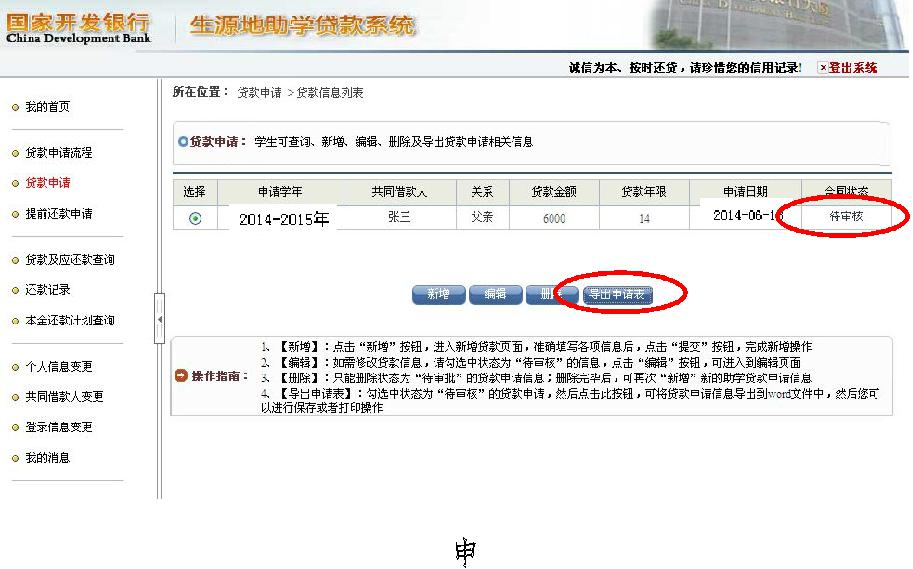 国家开发银行
China Development Bank
生源地助学贷款系统
诚信为本、按时还贷，请珍惜您的信用记录!
登出系统
我的首页
贷款申请流程
贷款申请
提前还款申请
贷款及应还款查询
还款记录
本金还款计划查询
个人信息变更
共同借款人变更
登录信息变更
我的消息
所在位置： 贷款申请 >贷款信息列表
贷款申请： 学生可查询、新增、编辑、删除及导出贷款申请相关信息
选择 申请学年 共同借款人 关系 贷款金额 贷款年限 申请日期 合同状态
2014-2015年 张三 父亲 6000 14 2014-06-1 待审核
新增 编辑 删 导出申请表
操作指南：
1、【新增】：点击“新增”按钮，进入新增贷款页面，准确填写各项信息后，点击“提交”按钮，完成新增操作
2、【编辑】：如需修改贷款信息，请勾选中状态为“待审核”的信息，点击“编辑”按钮，可进入到编辑页面
3、【删除】：只能删除状态为“待审批”的贷款申请信息；删除完毕后，可再次“新增”新的助学贷款申请信息
4、【导出申请表】：勾选中状态为“待审核”的贷款申请，然后点击此按钮，可将贷款申请信息导出到word文件中，然后您可
以进行保存或者打印操作
申